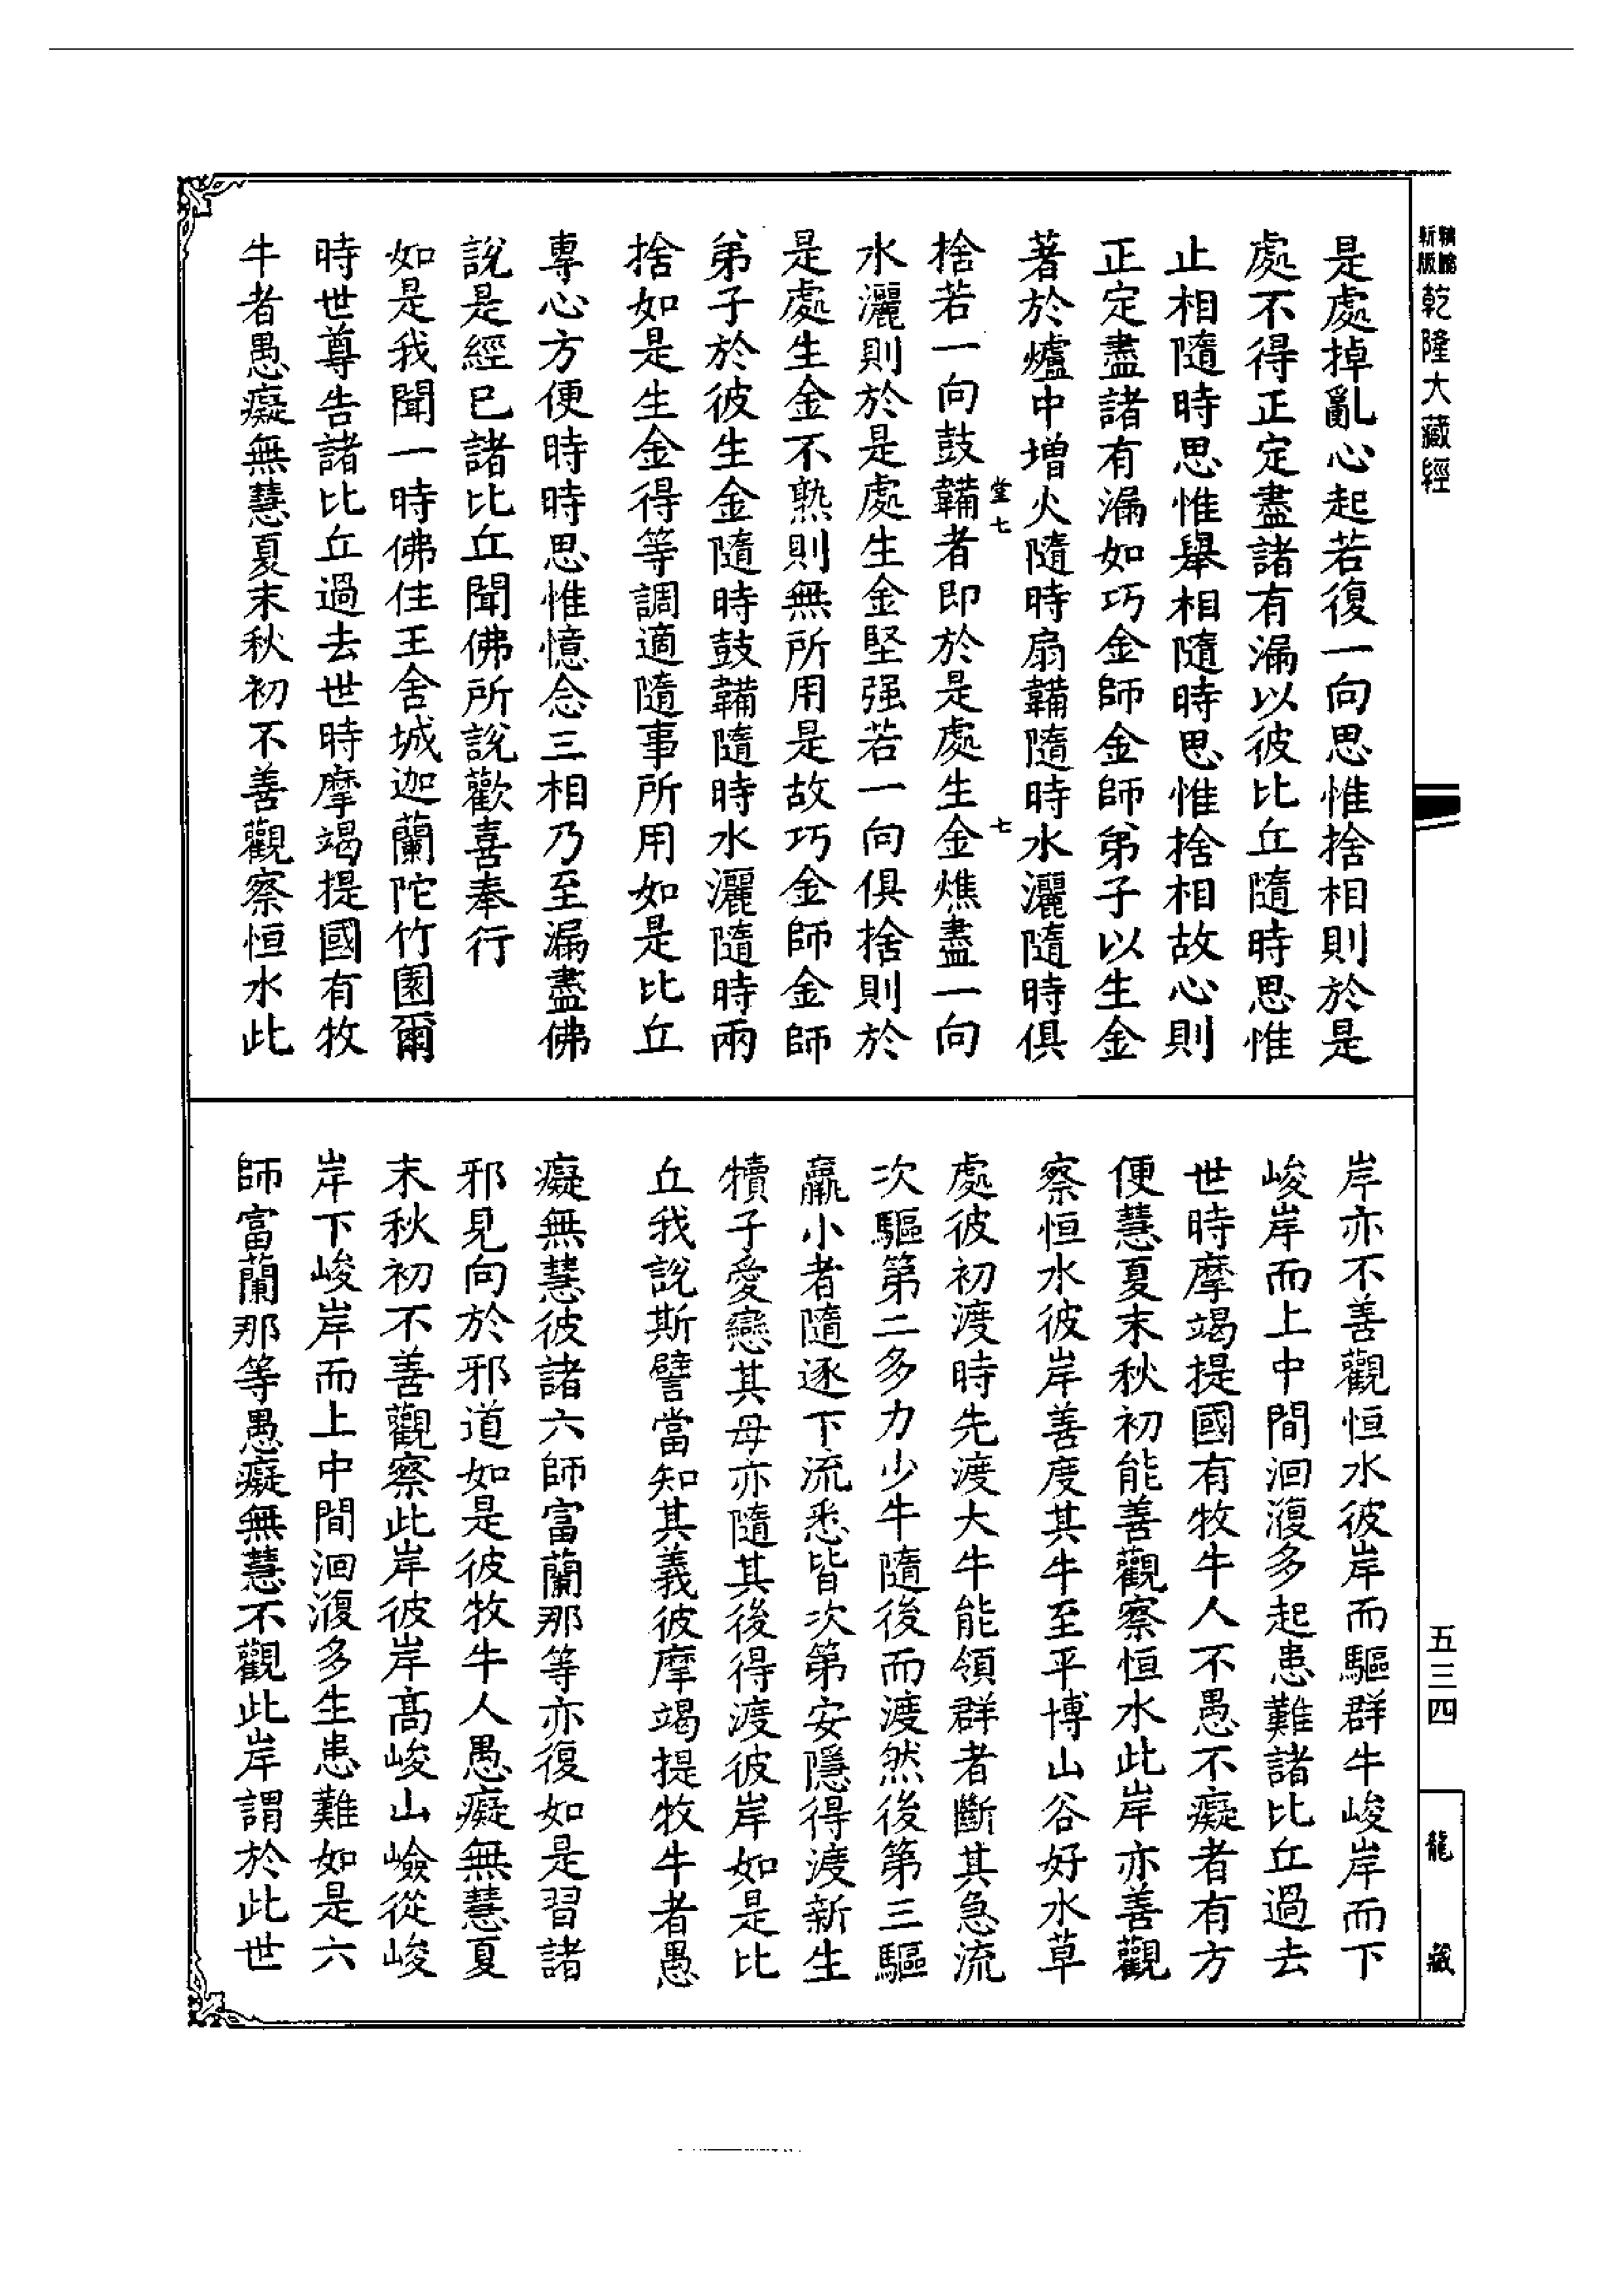 新版精縮
乾隆大藏經
是處掉亂心起若復一向思惟捨相則於是
處不得正定盡諸有漏以彼比丘隨時思惟
止相隨時思惟舉相隨時思惟捨相故心則
正定盡諸有漏如巧金師金師弟子以生金
著於爐中增火隨時扇韛隨時水灑隨時俱
堂七 七
捨若一向鼓韛者即於是處生金燋盡一向
水灑則於是處生金堅强若一向俱捨則於
是處生金不熟則無所用是故巧金師金師
弟子於彼生金隨時鼓韛隨時水灑隨時兩
捨如是生金得等調適隨事所用如是比丘
專心方便時時思惟憶念三相乃至漏盡佛
說是經已諸比丘聞佛所說歡喜奉行
如是我聞一時佛住王舍城迦蘭陀竹園爾
時世尊告諸比丘過去世時摩竭提國有牧
牛者愚癡無慧夏末秋初不善觀察恒水此
岸亦不善觀恒水彼岸而驅群牛峻岸而下
峻岸而上中間洄澓多起患難諸比丘過去
世時摩竭提國有牧牛人不愚不癡者有方
便慧夏末秋初能善觀察恒水此岸亦善觀
察恒水彼岸善度其牛至平博山谷好水草
處彼初渡時先渡大牛能領群者斷其急流
次驅第二多力少牛隨後而渡然後第三驅
羸小者隨逐下流悉皆次第安隱得渡新生
犢子愛戀其母亦隨其後得渡彼岸如是比
丘我說斯譬當知其義彼摩竭提牧牛者愚
癡無慧彼諸六師富蘭那等亦復如是習諸
邪見向於邪道如是彼牧牛人愚癡無慧夏
末秋初不善觀察此岸彼岸高峻山嶮從峻
岸下峻岸而上中間洄澓多生患難如是六
師富蘭那等愚癡無慧不觀此岸謂於此世
五三四
龍藏